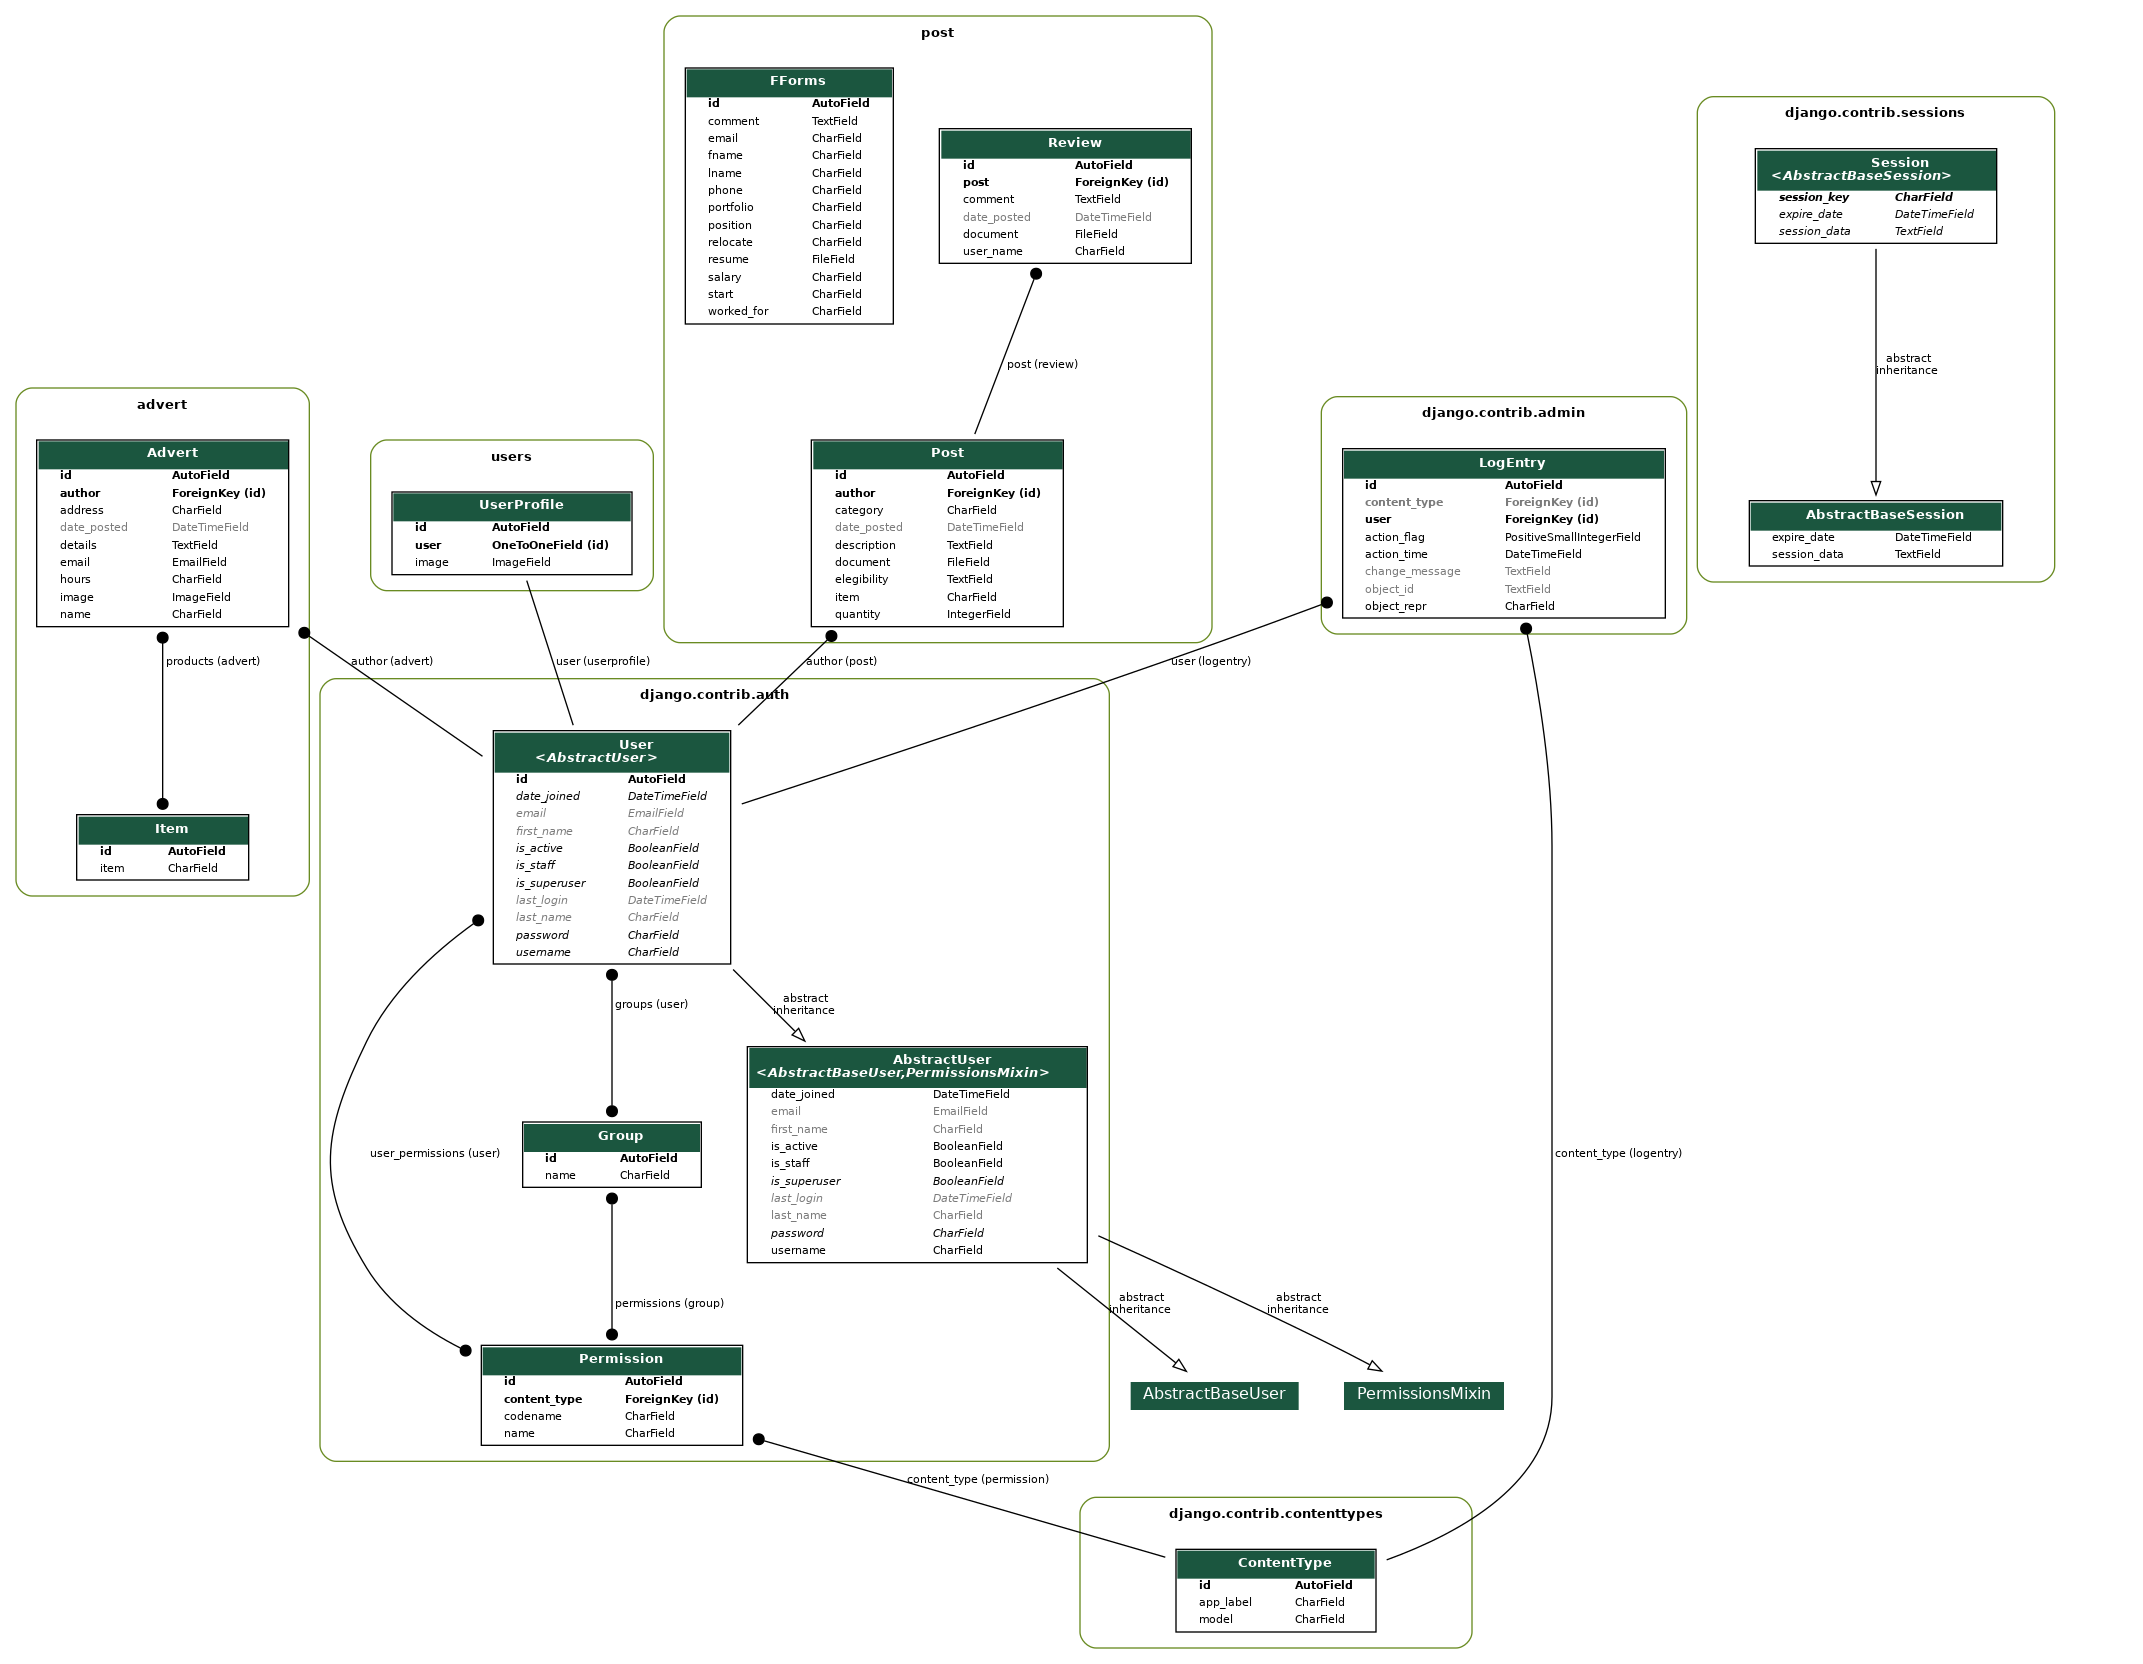 post
FForms
id AutoField
comment TextField
email CharField
fname CharField
lname CharField
phone CharField
portfolio CharField
position CharField
relocate CharField
resume FileField
salary CharField
start CharField
worked_for CharField
Review
id AutoField
post ForeignKey (id)
comment TextField
date_posted DateTimeField
document FileField
user_name CharField
post (review)
Post
id AutoField
author ForeignKey (id)
category CharField
date_posted DateTimeField
description TextField
document FileField
elegibility TextField
item CharField
quantity IntegerField
django.contrib.sessions
Session
<AbstractBaseSession>
session_key CharField
expire_date DateTimeField
session_data TextField
abstract
inheritance
AbstractBaseSession
expire_date DateTimeField
session_data TextField
advert
Advert
id AutoField
author ForeignKey (id)
address CharField
date_posted DateTimeField
details TextField
email EmailField
hours CharField
image ImageField
name CharField
products (advert)
Item
id AutoField
item CharField
users
UserProfile
id AutoField
user OneToOneField (id)
image ImageField
django.contrib.admin
LogEntry
id AutoField
content_type ForeignKey (id)
user ForeignKey (id)
action_flag PositiveSmallIntegerField
action_time DateTimeField
change_message TextField
object_id TextField
object_repr CharField
author (advert)
user (userprofile)
author (post)
user (logentry)
django.contrib.auth
User
<AbstractUser>
id AutoField
date_joined DateTimeField
email EmailField
first_name CharField
is_active BooleanField
is_staff BooleanField
is_superuser BooleanField
last_login DateTimeField
last_name CharField
password CharField
username CharField
groups (user)
abstract
inheritance
AbstractUser
<AbstractBaseUser,PermissionsMixin>
date_joined DateTimeField
email EmailField
first_name CharField
is_active BooleanField
is_staff BooleanField
is_superuser BooleanField
last_login DateTimeField
last_name CharField
password CharField
username CharField
user_permissions (user)
Group
id AutoField
name CharField
content_type (logentry)
permissions (group)
abstract
inheritance
abstract
inheritance
Permission
id AutoField
content_type ForeignKey (id)
codename CharField
name CharField
AbstractBaseUser
PermissionsMixin
content_type (permission)
django.contrib.contenttypes
ContentType
id AutoField
app_label CharField
model CharField